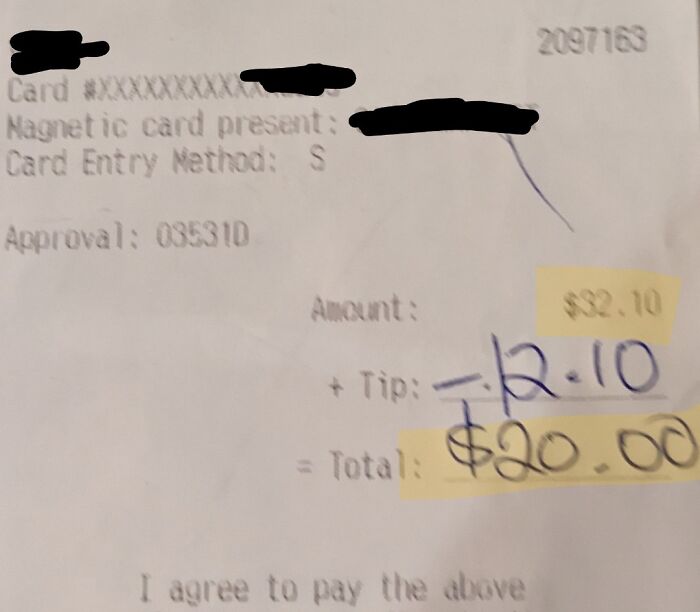 2097163
Card #XXXXXXXXXXX
Magnetic card present:
Card Entry Method: S
Approval: 03531D
Amount: $32.10
+ Tip: -12.10
= Total: $20.00
I agree to pay the above